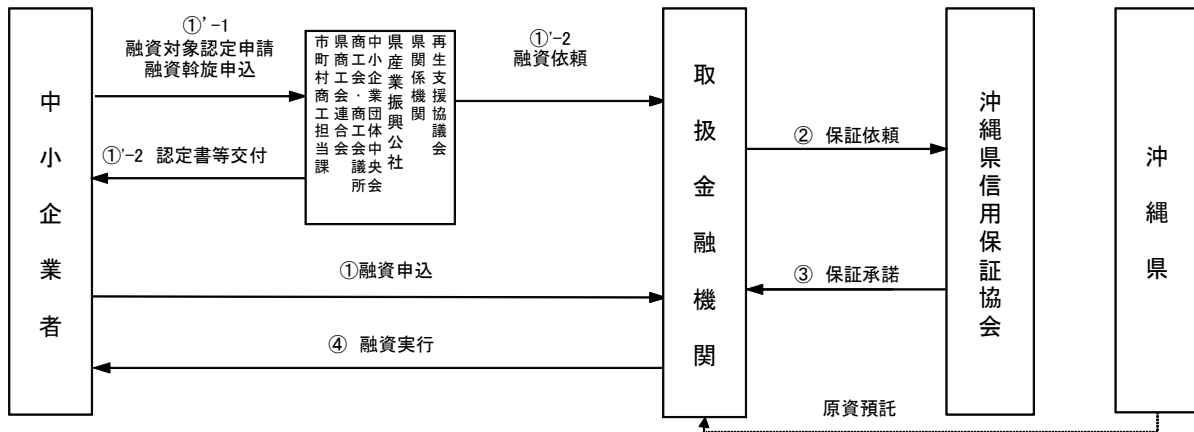 中小企業者
①’-1
融資対象認定申請
融資斡旋申込
①’-2 認定書等交付
再生支援協議会
県関係機関
県産業振興公社
中小企業団体中央会
商工会・商工会議所
県商工会連合会
市町村商工担当課
①’-2
融資依頼
①融資申込
④ 融資実行
取扱金融機関
② 保証依頼
③ 保証承諾
沖縄県信用保証協会
沖縄県
原資預託